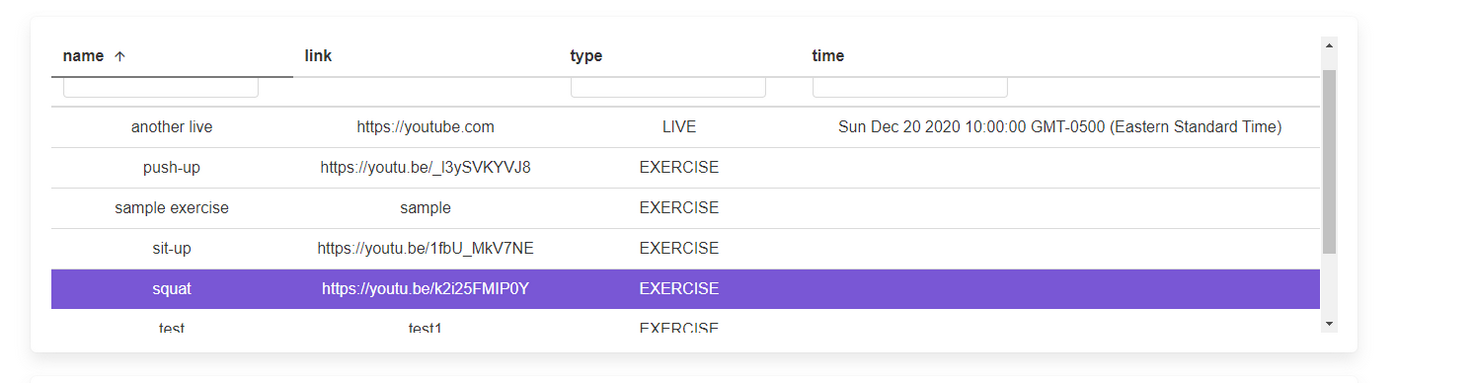 name ↑ link type time
another live https://youtube.com LIVE Sun Dec 20 2020 10:00:00 GMT-0500 (Eastern Standard Time)
push-up https://youtu.be/_l3ySVKYVJ8 EXERCISE
sample exercise sample EXERCISE
sit-up https://youtu.be/1fbU_MkV7NE EXERCISE
squat https://youtu.be/k2i25FMIP0Y EXERCISE
test test1 EXERCISE